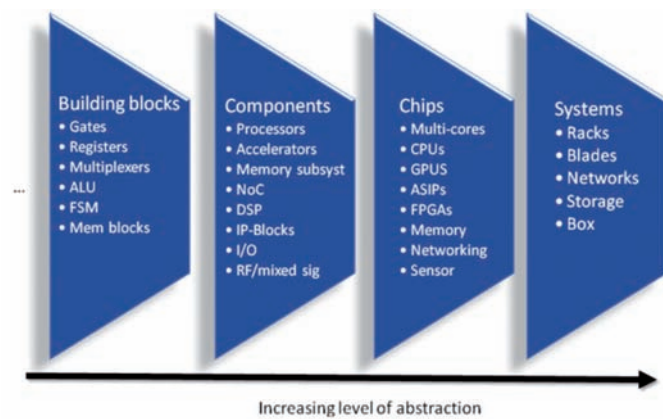 ...
Building blocks
• Gates
• Registers
• Multiplexers
• ALU
• FSM
• Mem blocks
Components
• Processors
• Accelerators
• Memory subsyst
• NoC
• DSP
• IP-Blocks
• I/O
• RF/mixed sig
Chips
• Multi-cores
• CPUs
• GPUS
• ASIPs
• FPGAs
• Memory
• Networking
• Sensor
Systems
• Racks
• Blades
• Networks
• Storage
• Box
Increasing level of abstraction